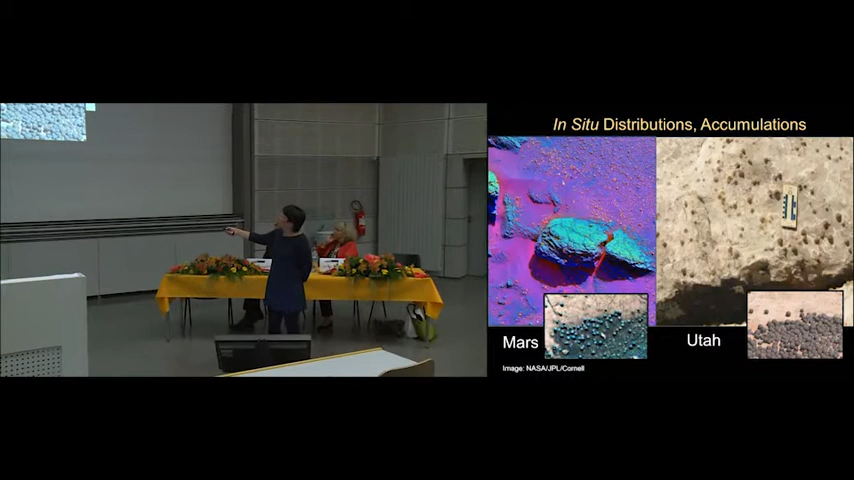 In Situ Distributions, Accumulations
Mars
Utah
Image: NASA/JPL/Cornell